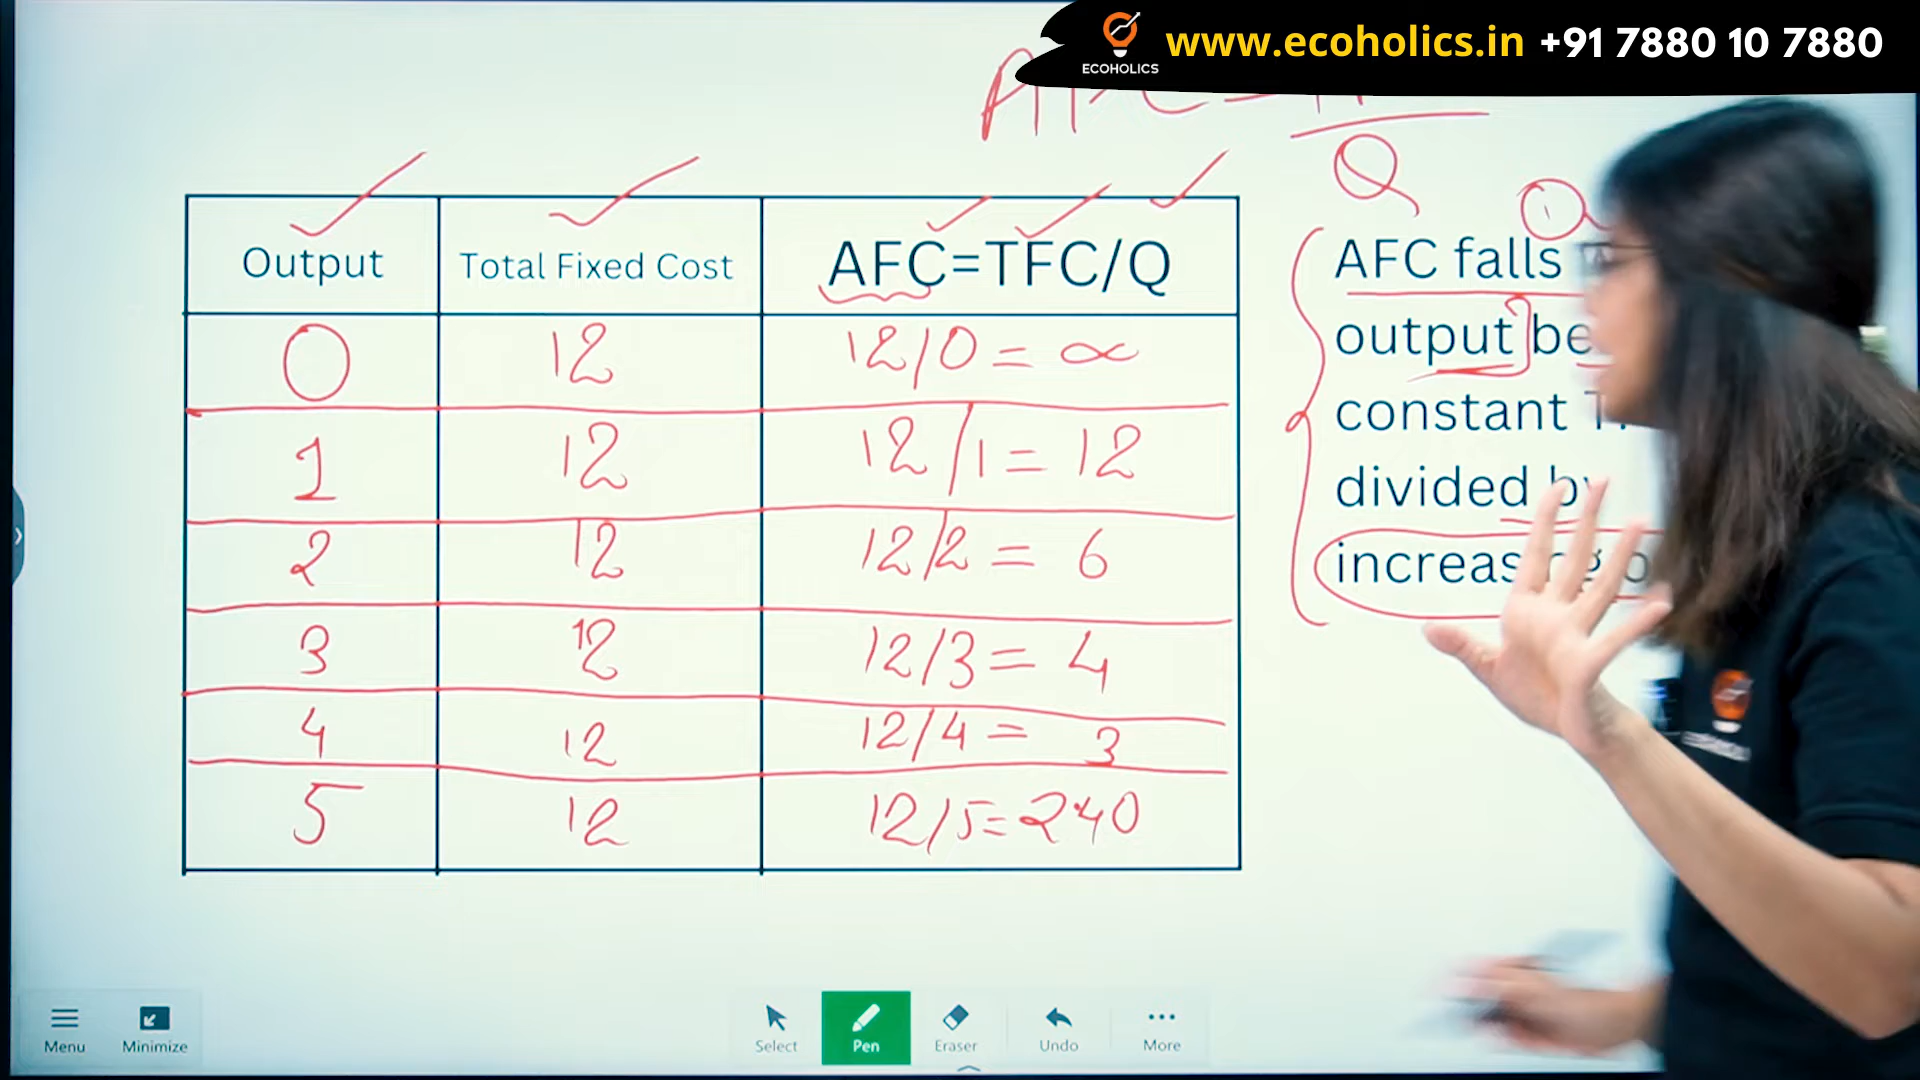 www.ecoholics.in +91 7880 10 7880
ECOHOLICS
Q
Output Total Fixed Cost AFC=TFC/Q
0 12 12/0 = ∞
1 12 12/1 = 12
2 12 12/2 = 6
3 12 12/3 = 4
4 12 12/4 = 3
5 12 12/5 = 240
AFC falls
output
constant
divided by
increasing
Menu Minimize Select Pen Eraser Undo More